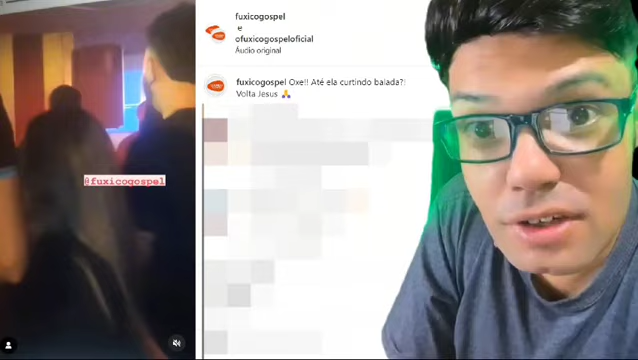 @fuxicogospel
fuxicogospel
e
ofuxicogospeloficial
Áudio original
fuxicogospel Oxe!! Até ela curtindo balada?!
Volta Jesus 🙏